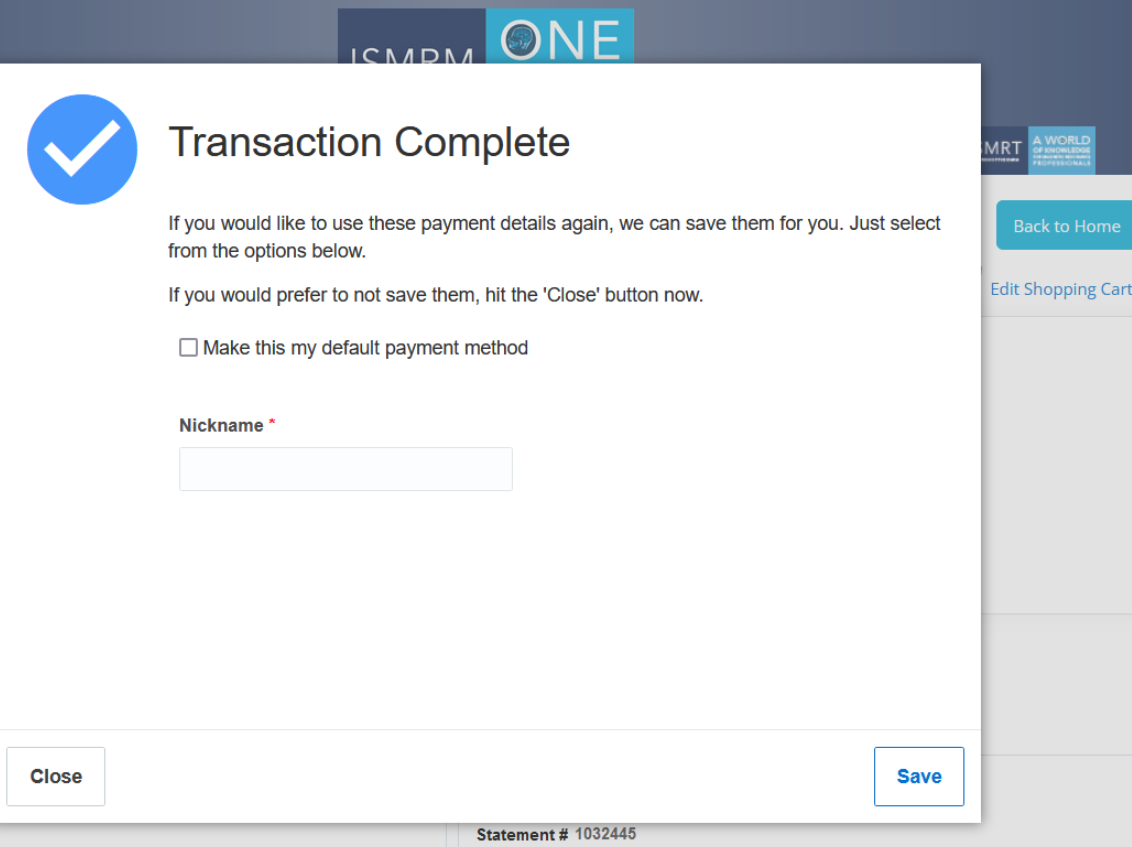 ISMRM
ONE
Transaction Complete
SMRT
A WORLD
OF KNOWLEDGE
PROFESSIONALS
If you would like to use these payment details again, we can save them for you. Just select
from the options below.
Back to Home
If you would prefer to not save them, hit the 'Close' button now.
Edit Shopping Cart
Make this my default payment method
Nickname *
Close
Save
Statement # 1032445